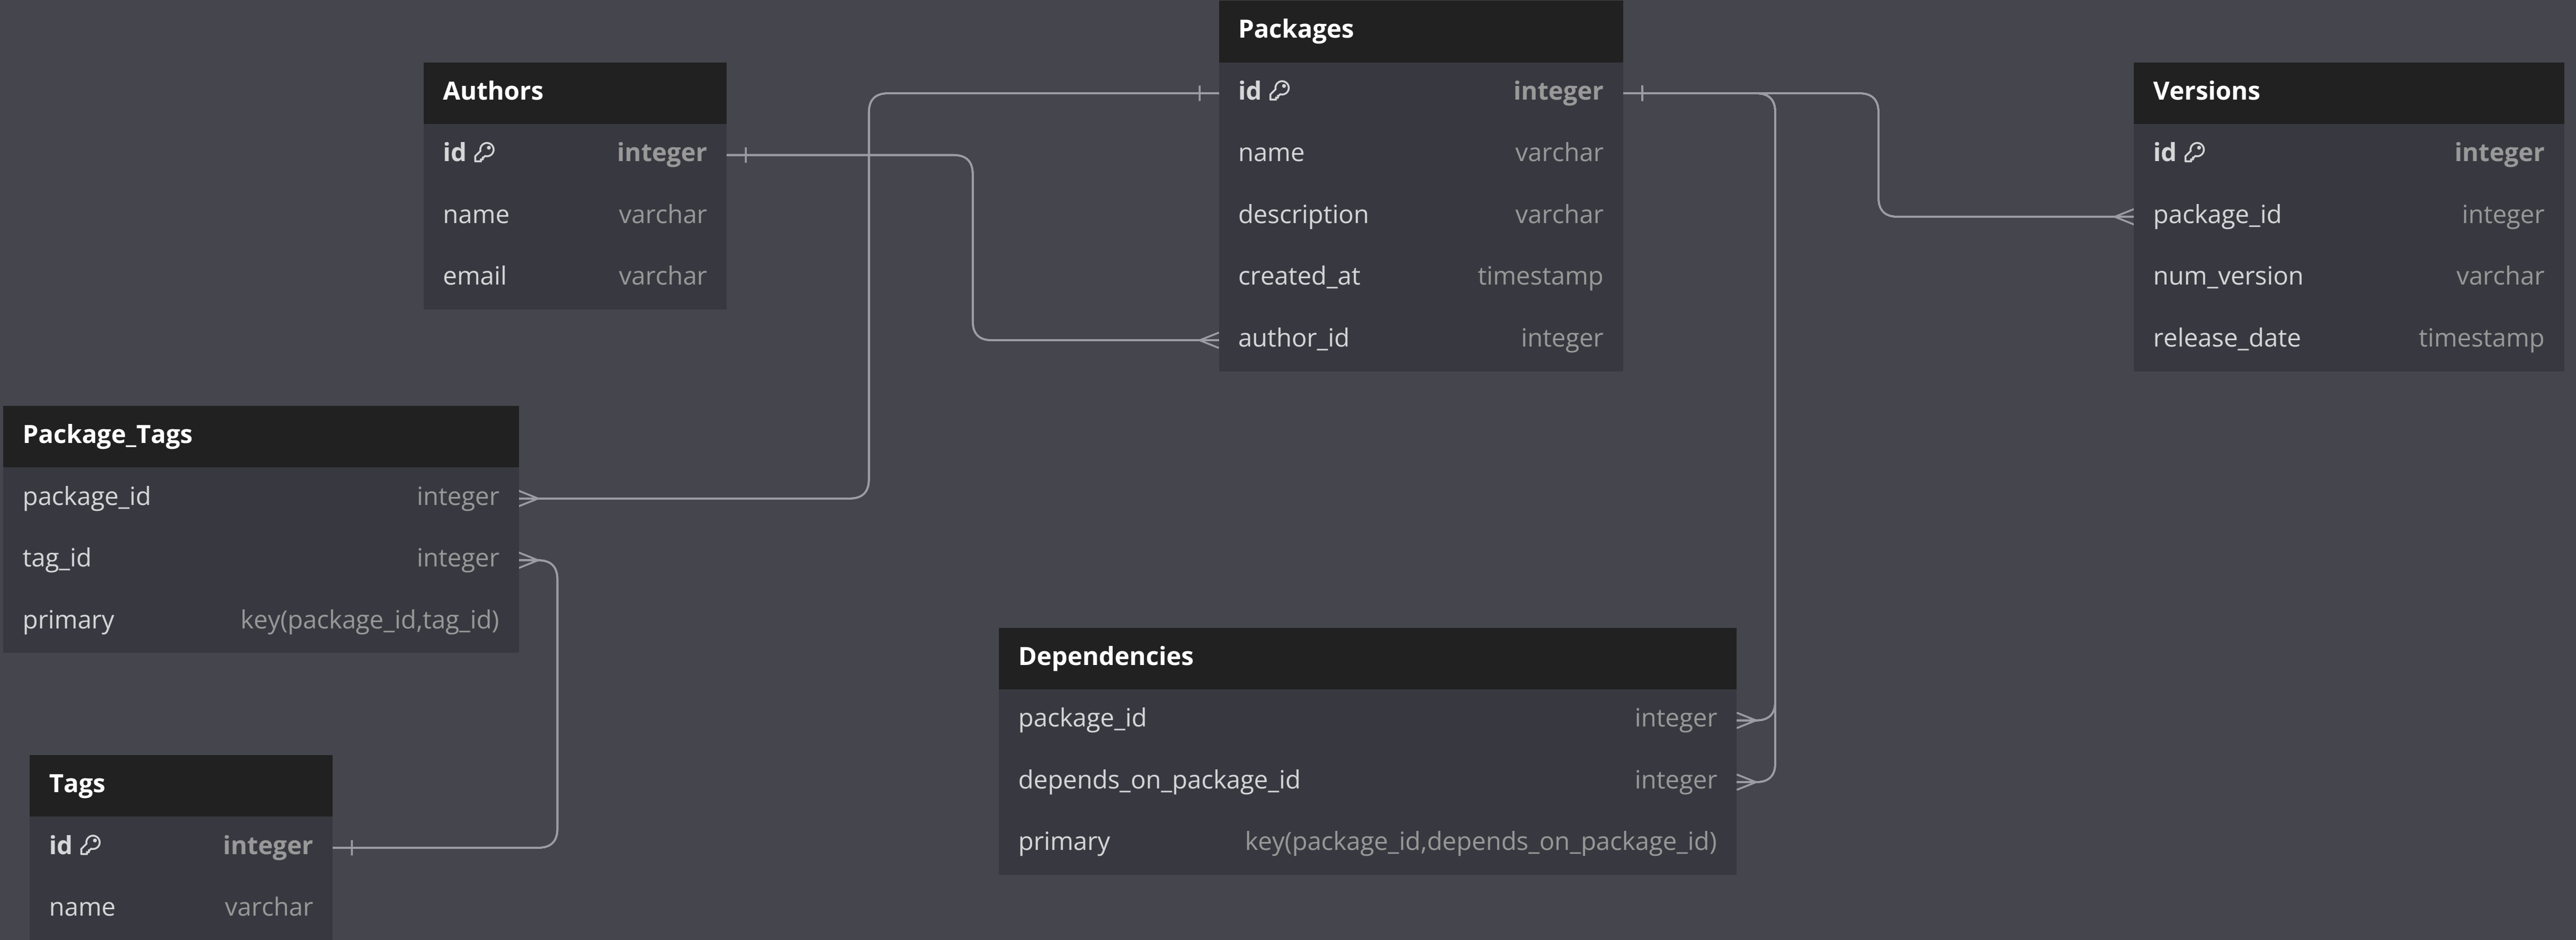 Authors
id integer
name varchar
email varchar
Packages
id integer
name varchar
description varchar
created_at timestamp
author_id integer
Versions
id integer
package_id integer
num_version varchar
release_date timestamp
Package_Tags
package_id integer
tag_id integer
primary key(package_id,tag_id)
Dependencies
package_id integer
depends_on_package_id integer
primary key(package_id,depends_on_package_id)
Tags
id integer
name varchar